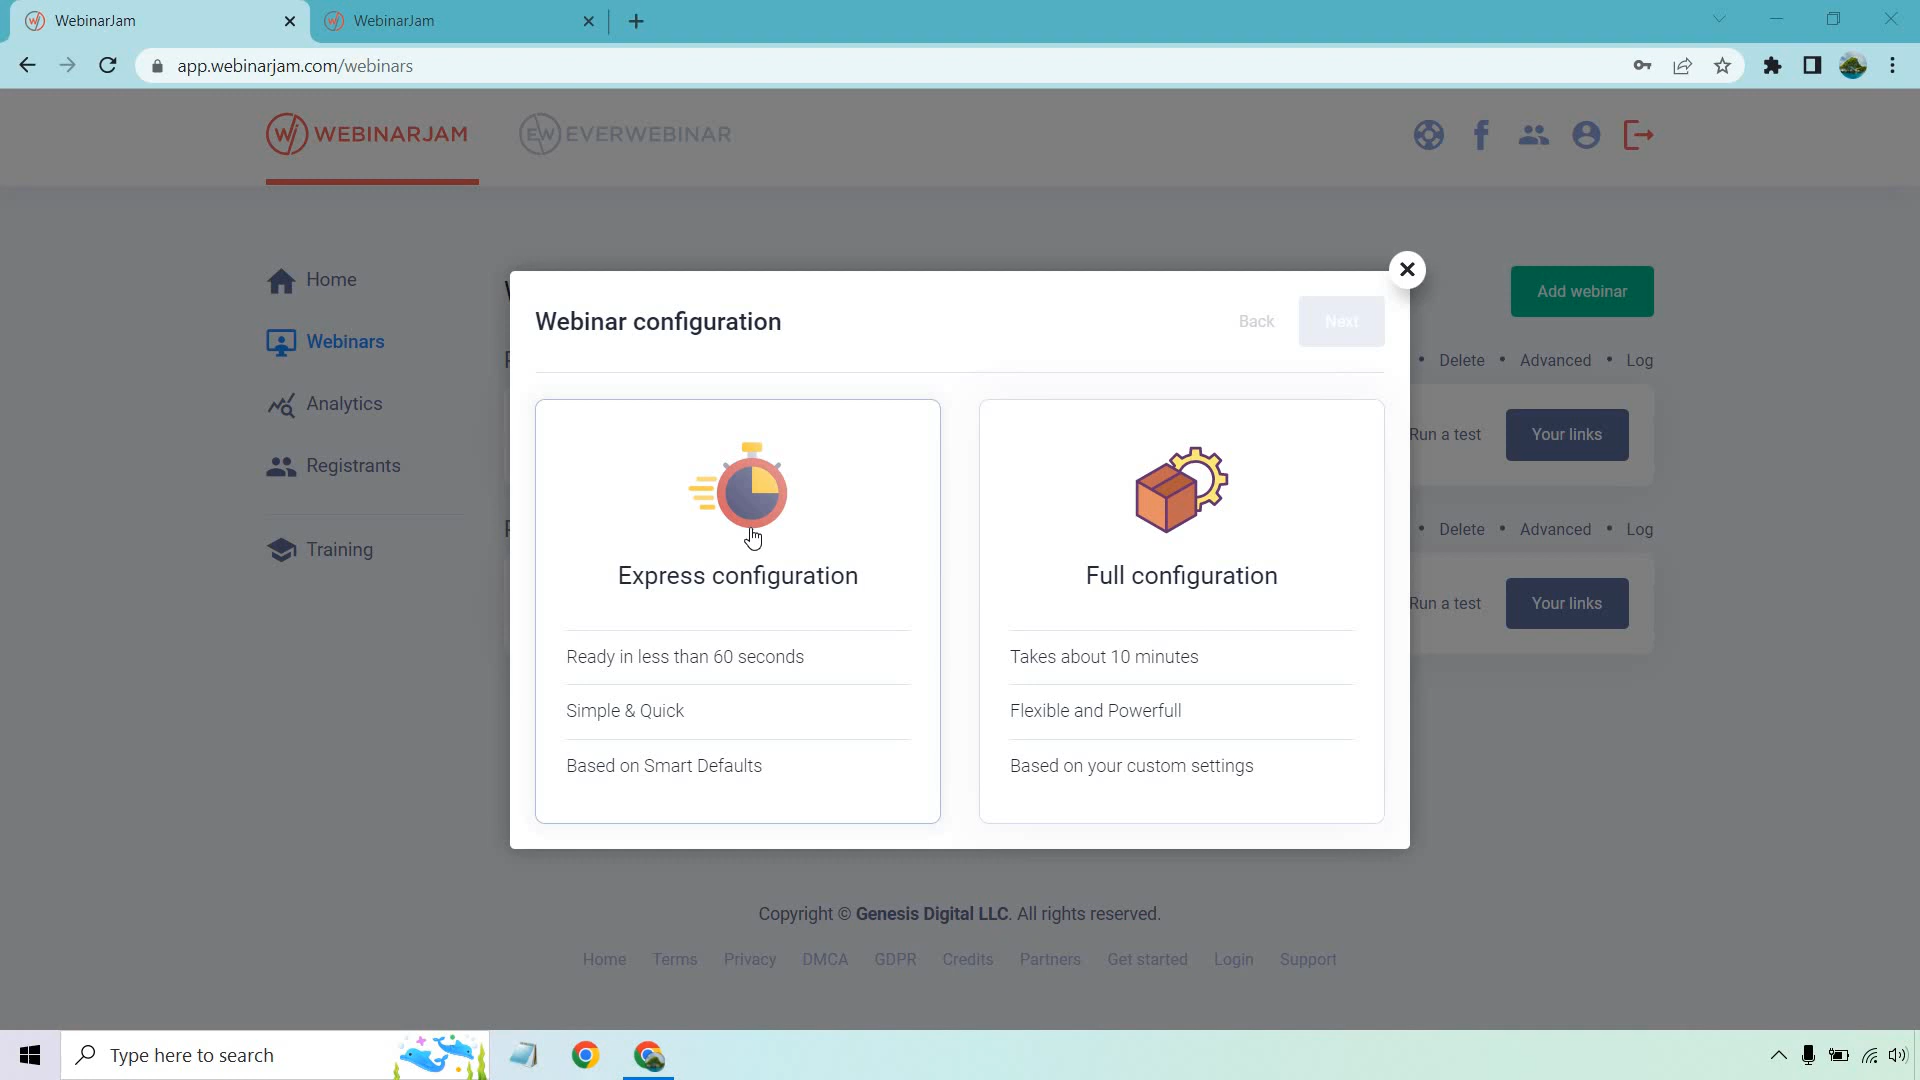 WebinarJam
WebinarJam
app.webinarjam.com/webinars
WEBINARJAM
EVERWEBINAR
Home
Webinars
Analytics
Registrants
Training
Add webinar
Delete • Advanced • Log
Run a test
Your links
Delete • Advanced • Log
Run a test
Your links
Webinar configuration
Back
Next
Express configuration
Ready in less than 60 seconds
Simple & Quick
Based on Smart Defaults
Full configuration
Takes about 10 minutes
Flexible and Powerfull
Based on your custom settings
Copyright © Genesis Digital LLC. All rights reserved.
Home Terms Privacy DMCA GDPR Credits Partners Get started Login Support
Type here to search